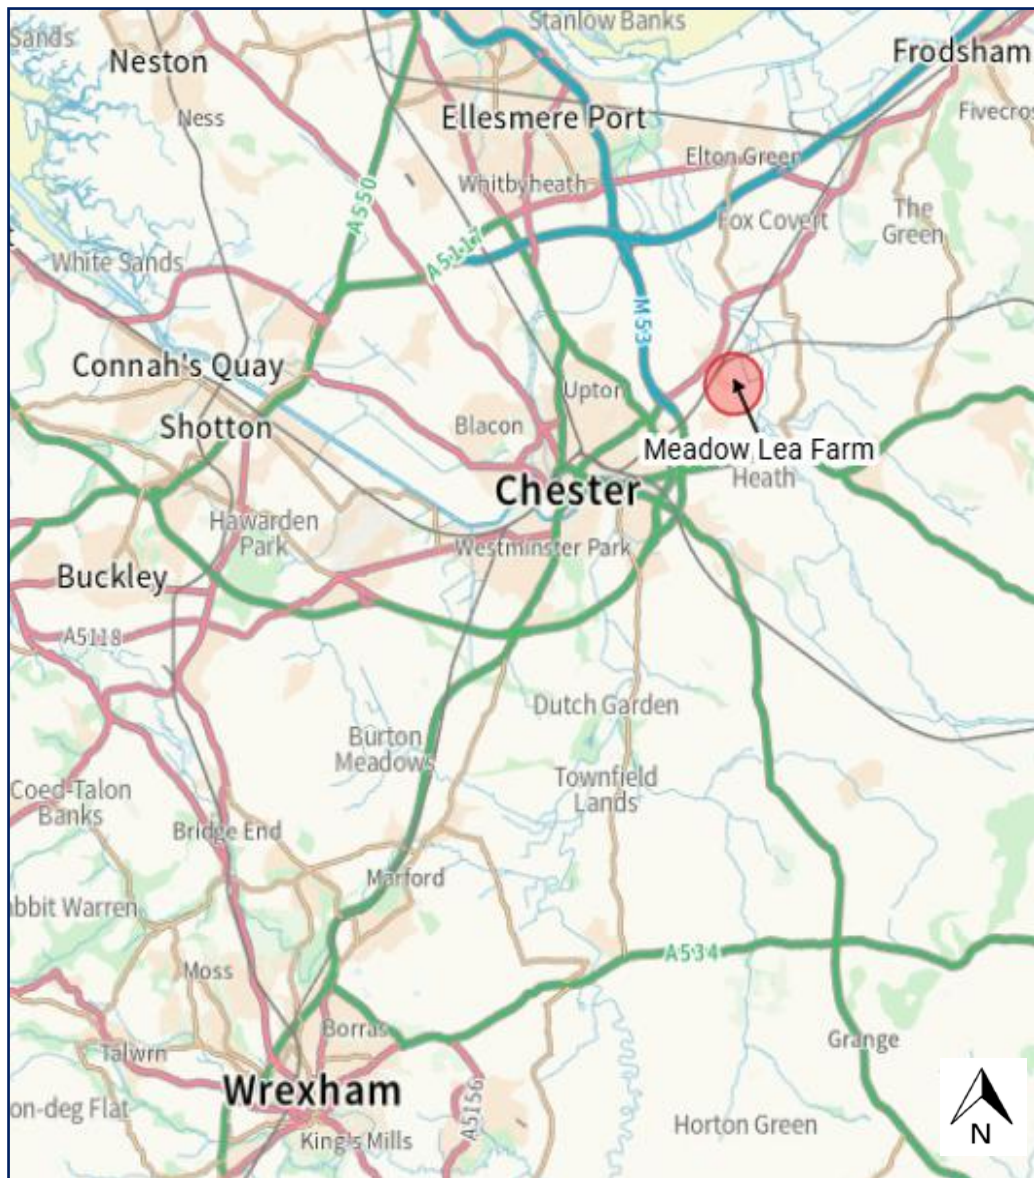 Sands
Stanlow Banks
Neston
Frodsham
Ness
Ellesmere Port
Fivecros
Elton Green
Whitbyheath
A550
The
Green
Fox Covert
A5117
White Sands
M53
Connah's Quay
Upton
Blacon
Shotton
Meadow Lea Farm
Heath
Chester
Hawarden
Park
Westminster Park
Buckley
A5118
Dutch Garden
Burton
Meadows
Townfield
Lands
Coed-Talon
Banks
Bridge End
Marford
abbit Warren
A534
Moss
Borras
Grange
Talwrn
Wrexham
on-deg Flat
A5156
King's Mills
Horton Green
N